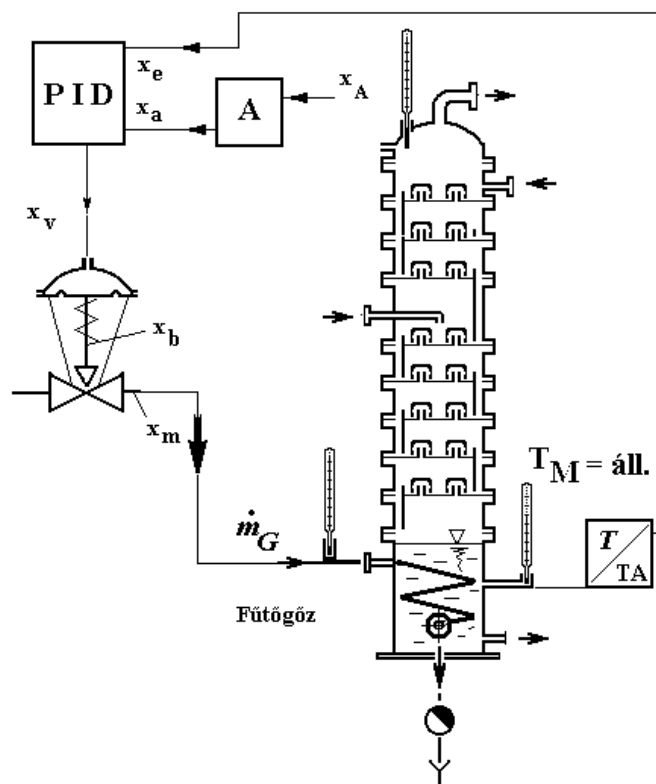 PID
x_e
x_a
A
x_A
x_v
x_b
x_m
ṁ_G
Fűtőgőz
T_M = áll.
T
TA